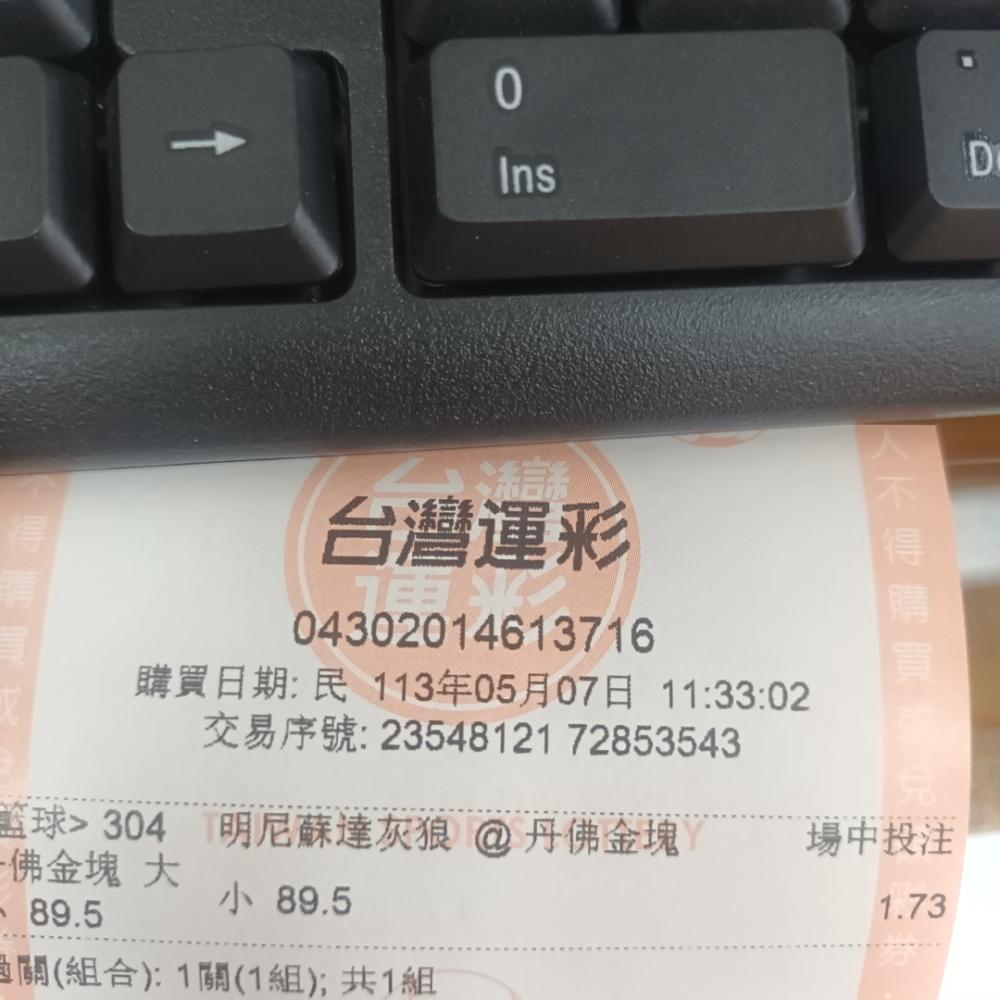 →
0
Ins
台灣運彩
04302014613716
購買日期: 民 113年05月07日 11:33:02
交易序號: 23548121 72853543
籃球> 304 明尼蘇達灰狼 @ 丹佛金塊 場中投注
佛金塊 大
89.5 小 89.5 1.73
過關(組合): 1關(1組); 共1組